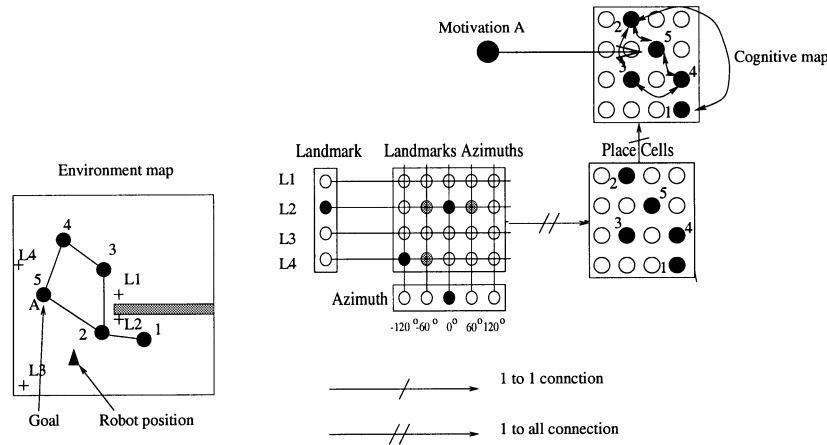 Motivation A
2
5
3
4
1
Cognitive map
Place Cells
2
5
3
4
1
Landmark
Landmarks Azimuths
L1
L2
L3
L4
Azimuth
-120° -60° 0° 60° 120°
Environment map
4
3
L4
L1
5
A
L2
1
2
L3
Goal
Robot position
1 to 1 connction
1 to all connection